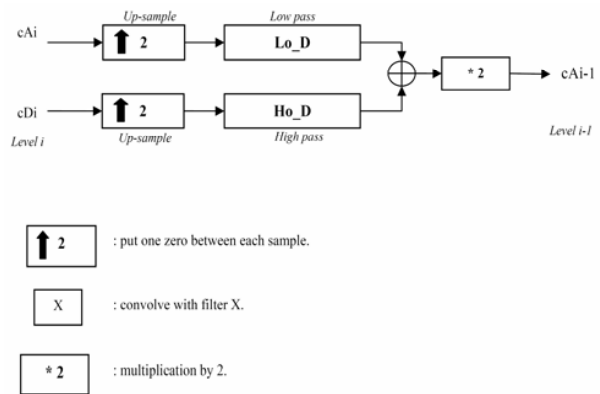 Up-sample
Low pass
cAi
2
Lo_D
* 2
cAi-1
cDi
2
Ho_D
Level i
Up-sample
High pass
Level i-1
2
: put one zero between each sample.
X
: convolve with filter X.
* 2
: multiplication by 2.